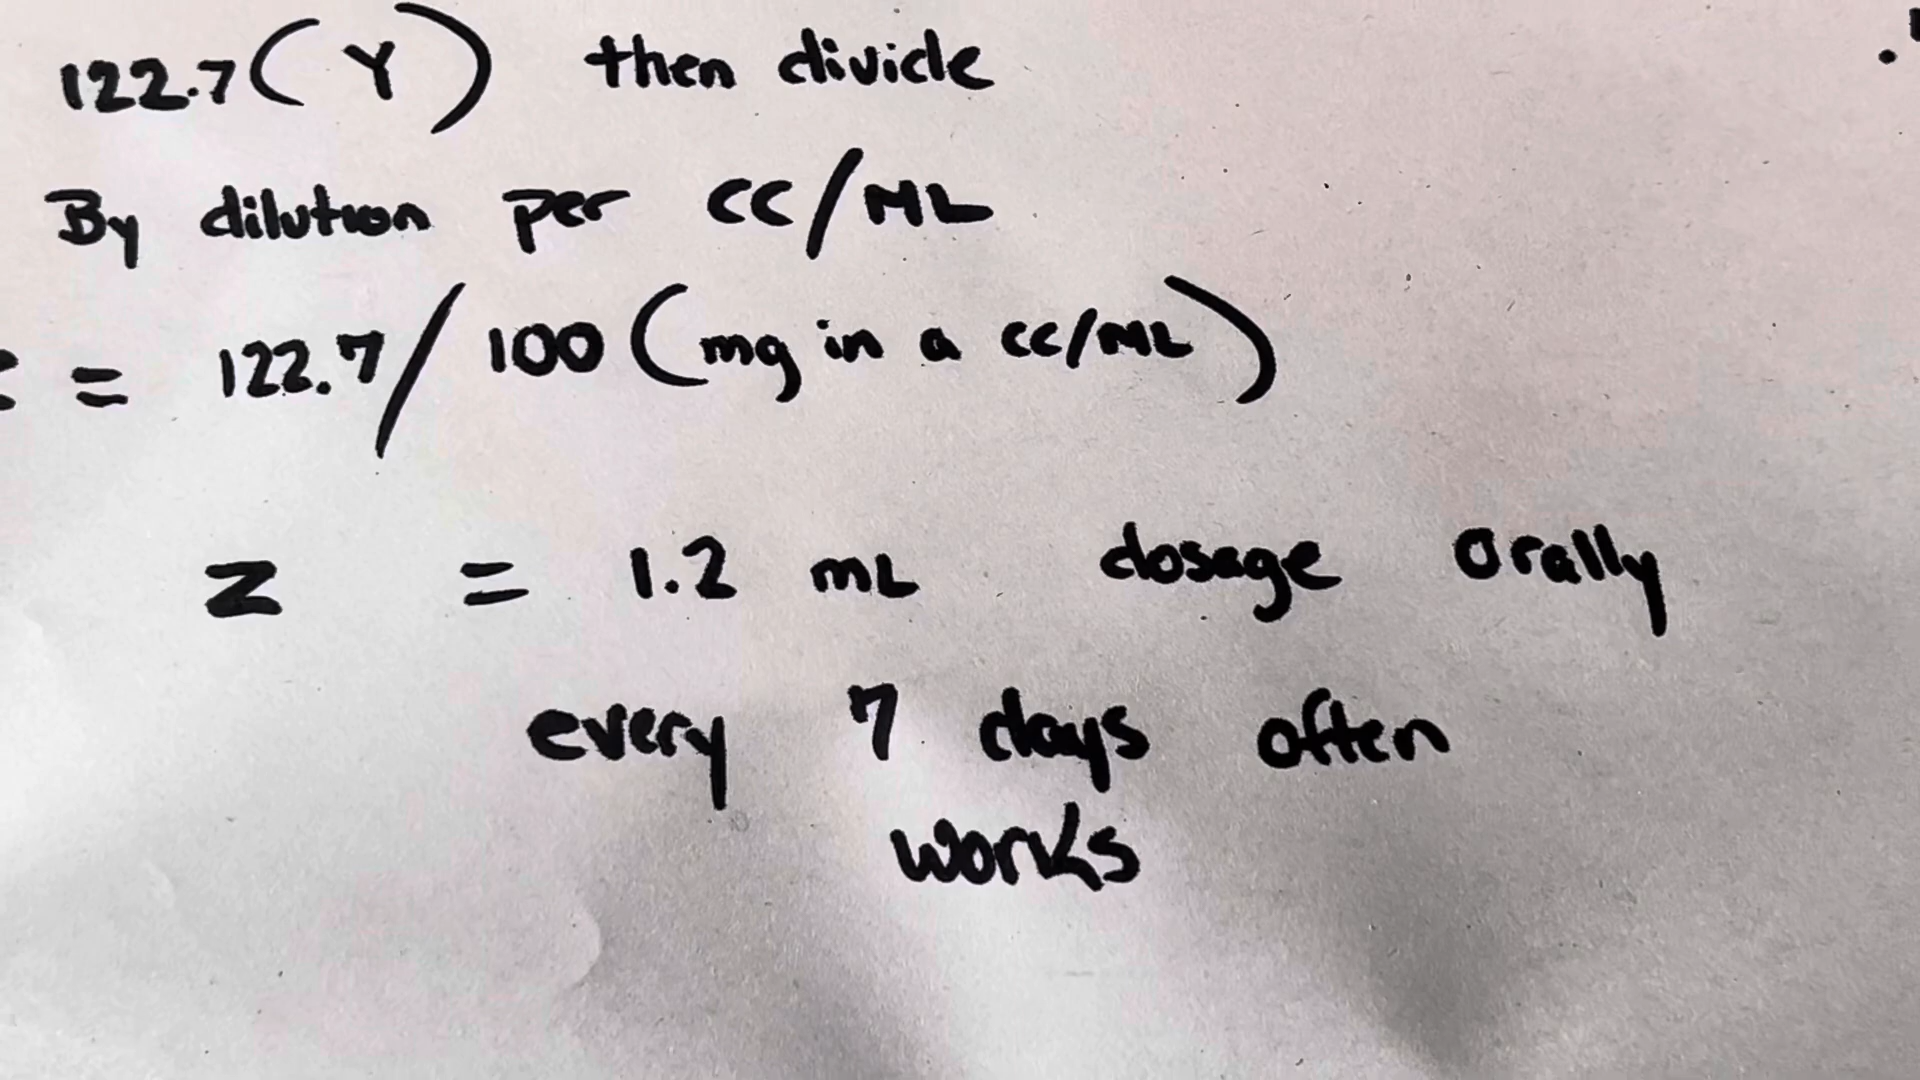 122.7(Y) then divide
By dilution per cc/ML
= 122.7/100 (mg in a cc/ML)
z = 1.2 mL dosage orally
every 7 days often
works